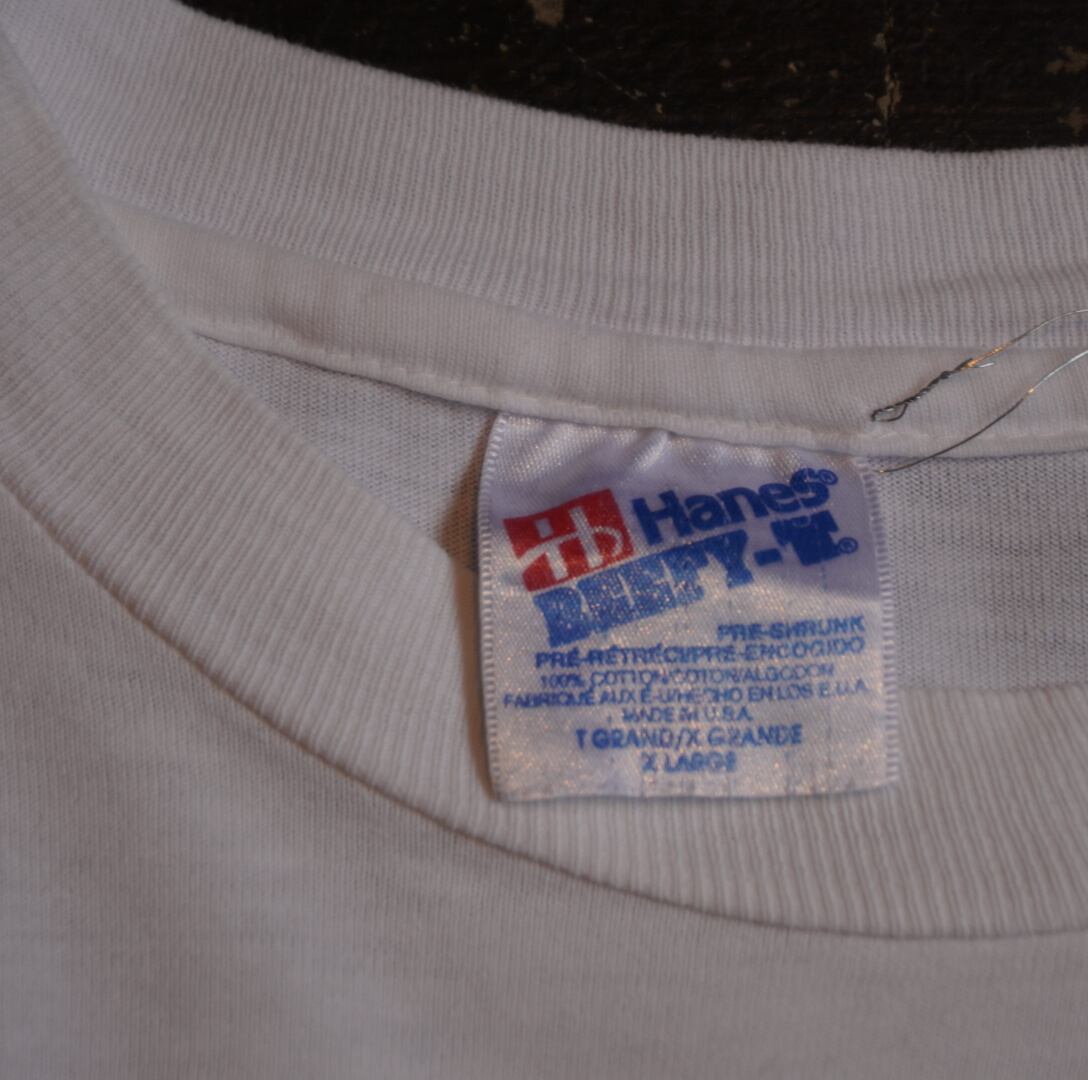 Hh Hanes®
BEEFY-T®
PRE-SHRUNK
PRÉ-RÉTRÉCI/PRE-ENCOGIDO
100% COTTON/COTON/ALGODON
FABRIQUÉ AUX É-U/HECHO EN LOS E.U.A.
MADE IN U.S.A.
T GRAND/X GRANDE
X LARGE